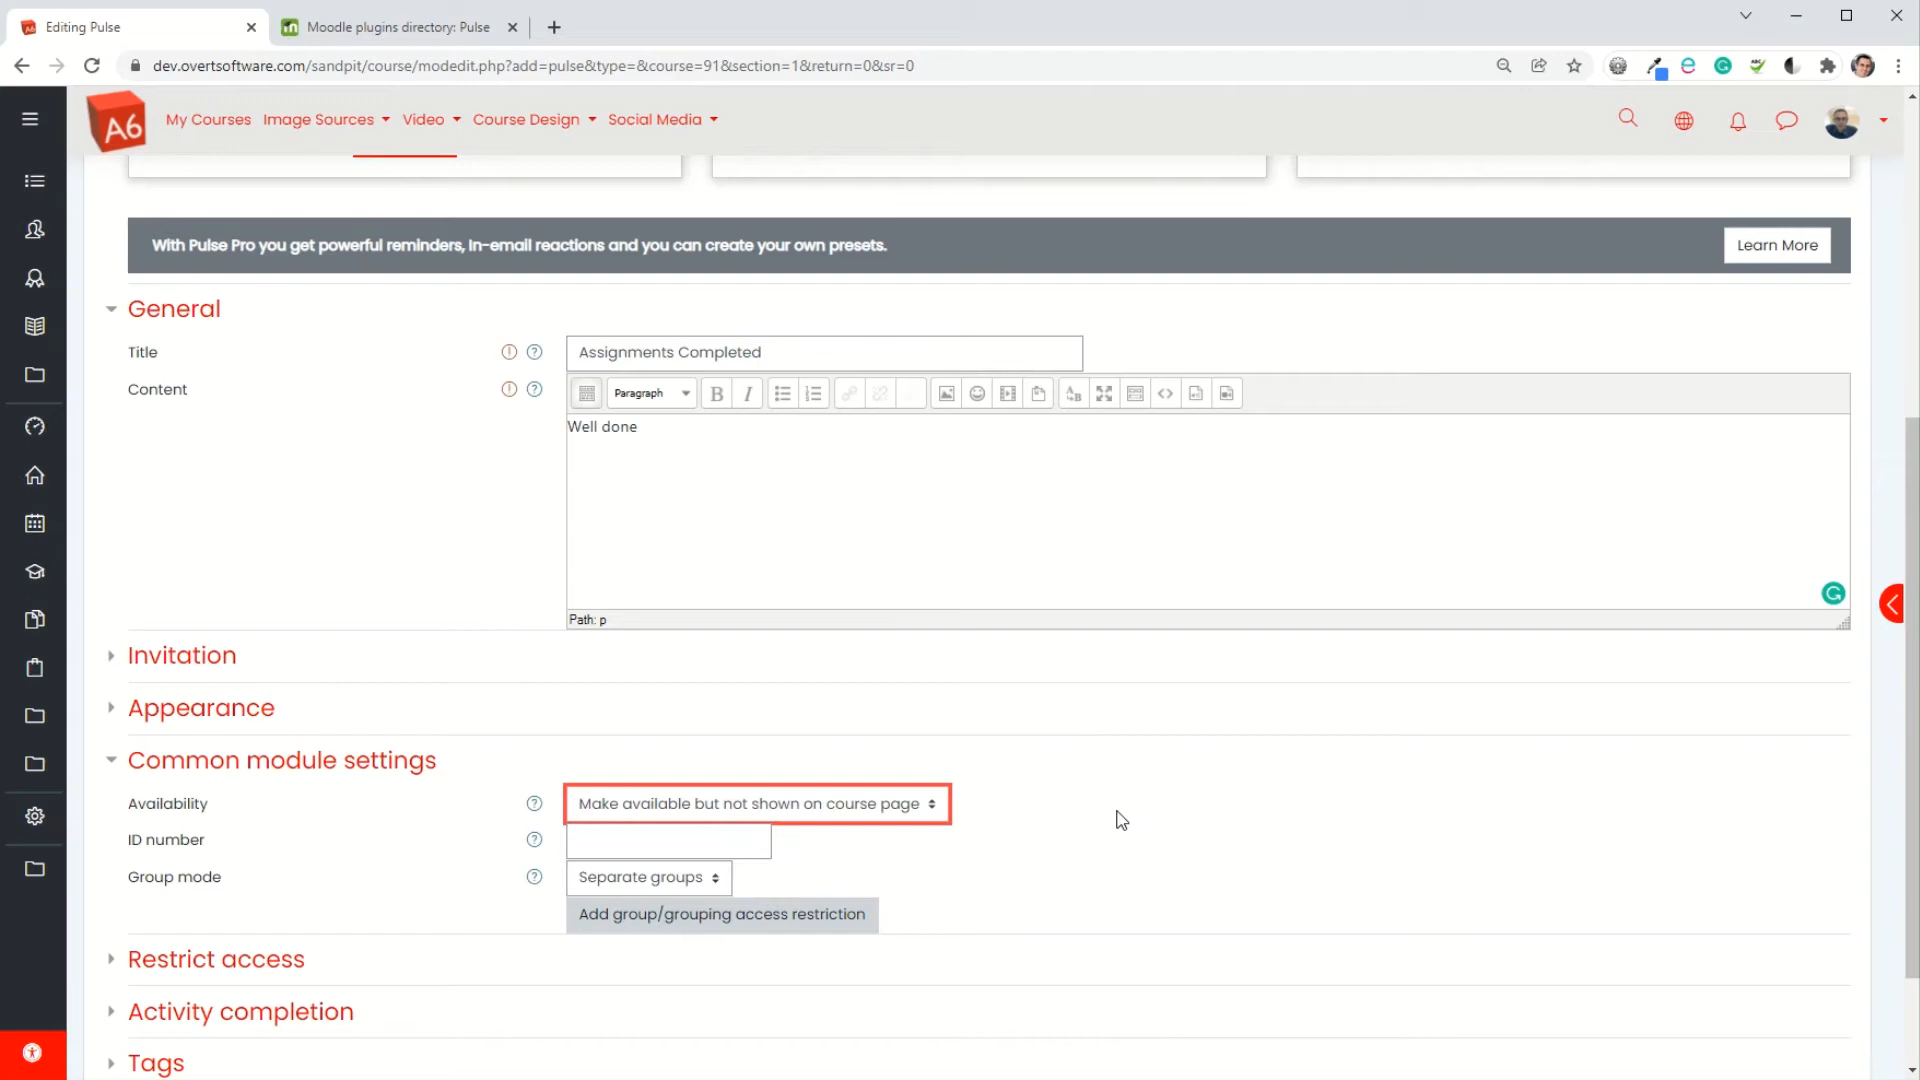 Editing Pulse
Moodle plugins directory: Pulse
dev.overtsoftware.com/sandpit/course/modedit.php?add=pulse&type=&course=91&section=1&return=0&sr=0
A6
My Courses
Image Sources
Video
Course Design
Social Media
With Pulse Pro you get powerful reminders, In-email reactions and you can create your own presets.
Learn More
General
Title
Assignments Completed
Content
Paragraph
B
I
Well done
Path: p
Invitation
Appearance
Common module settings
Availability
Make available but not shown on course page
ID number
Group mode
Separate groups
Add group/grouping access restriction
Restrict access
Activity completion
Tags